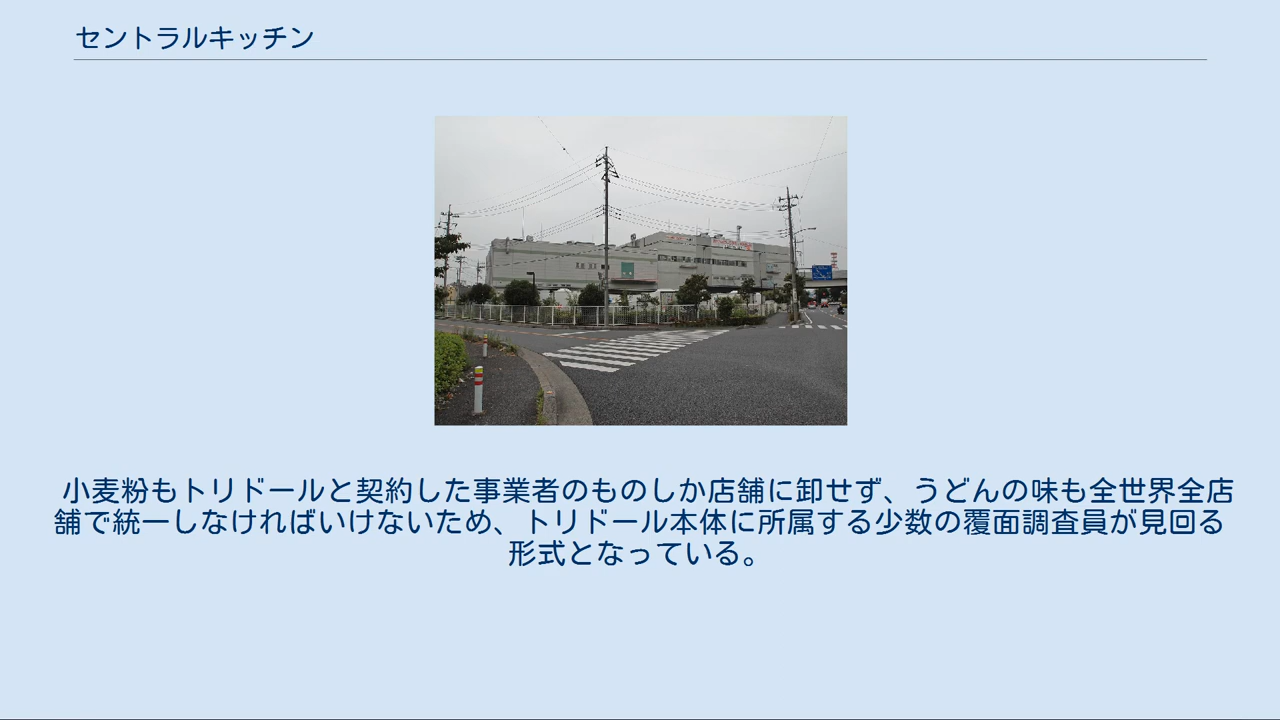 セントラルキッチン
小麦粉もトリドールと契約した事業者のものしか店舗に卸せず、うどんの味も全世界全店
舗で統一しなければいけないため、トリドール本体に所属する少数の覆面調査員が見回る
形式となっている。